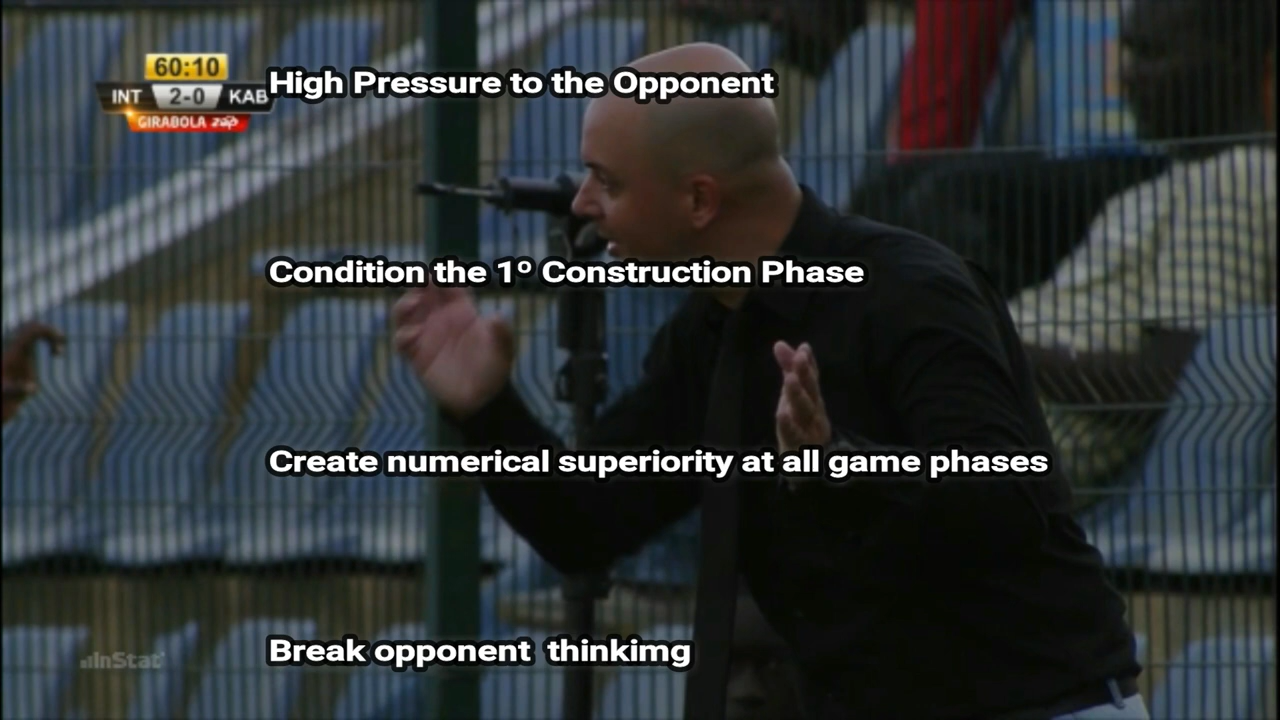 60:10
INT 2-0 KAB
GIRABOLA zap
High Pressure to the Opponent
Condition the 1º Construction Phase
Create numerical superiority at all game phases
Break opponent  thinkimg
InStat